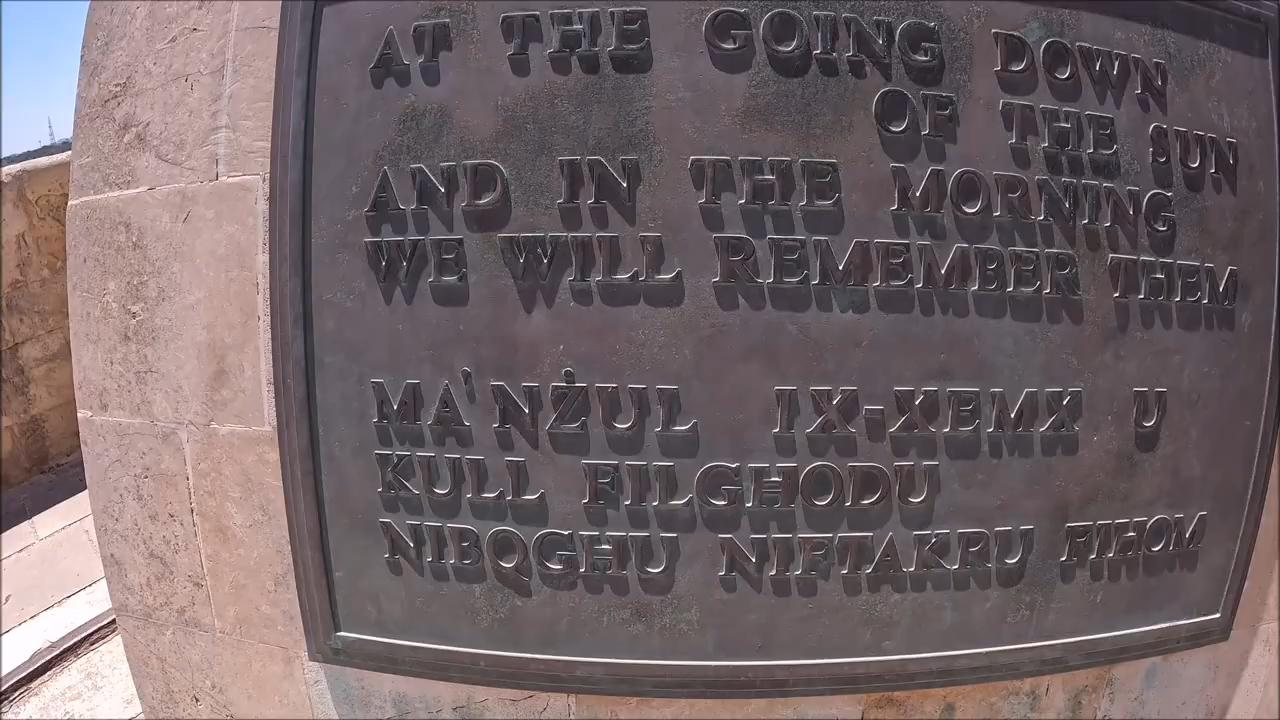 AT THE GOING DOWN
OF THE SUN
AND IN THE MORNING
WE WILL REMEMBER THEM
MA'NŻUL IX-XEMX U
KULL FILGHODU
NIBQGHU NIFTAKRU FIHOM